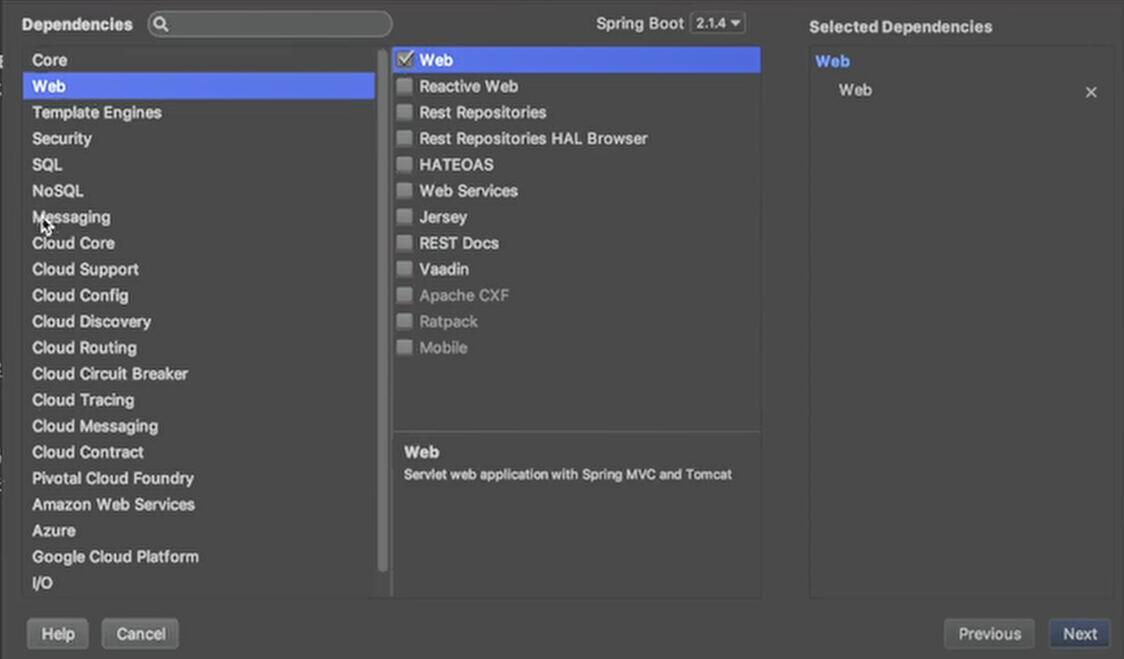 Dependencies
Spring Boot 2.1.4
Selected Dependencies
Core
Web
Template Engines
Security
SQL
NoSQL
Messaging
Cloud Core
Cloud Support
Cloud Config
Cloud Discovery
Cloud Routing
Cloud Circuit Breaker
Cloud Tracing
Cloud Messaging
Cloud Contract
Pivotal Cloud Foundry
Amazon Web Services
Azure
Google Cloud Platform
I/O
Web
Reactive Web
Rest Repositories
Rest Repositories HAL Browser
HATEOAS
Web Services
Jersey
REST Docs
Vaadin
Apache CXF
Ratpack
Mobile
Web
Servlet web application with Spring MVC and Tomcat
Web
Web
Help
Cancel
Previous
Next